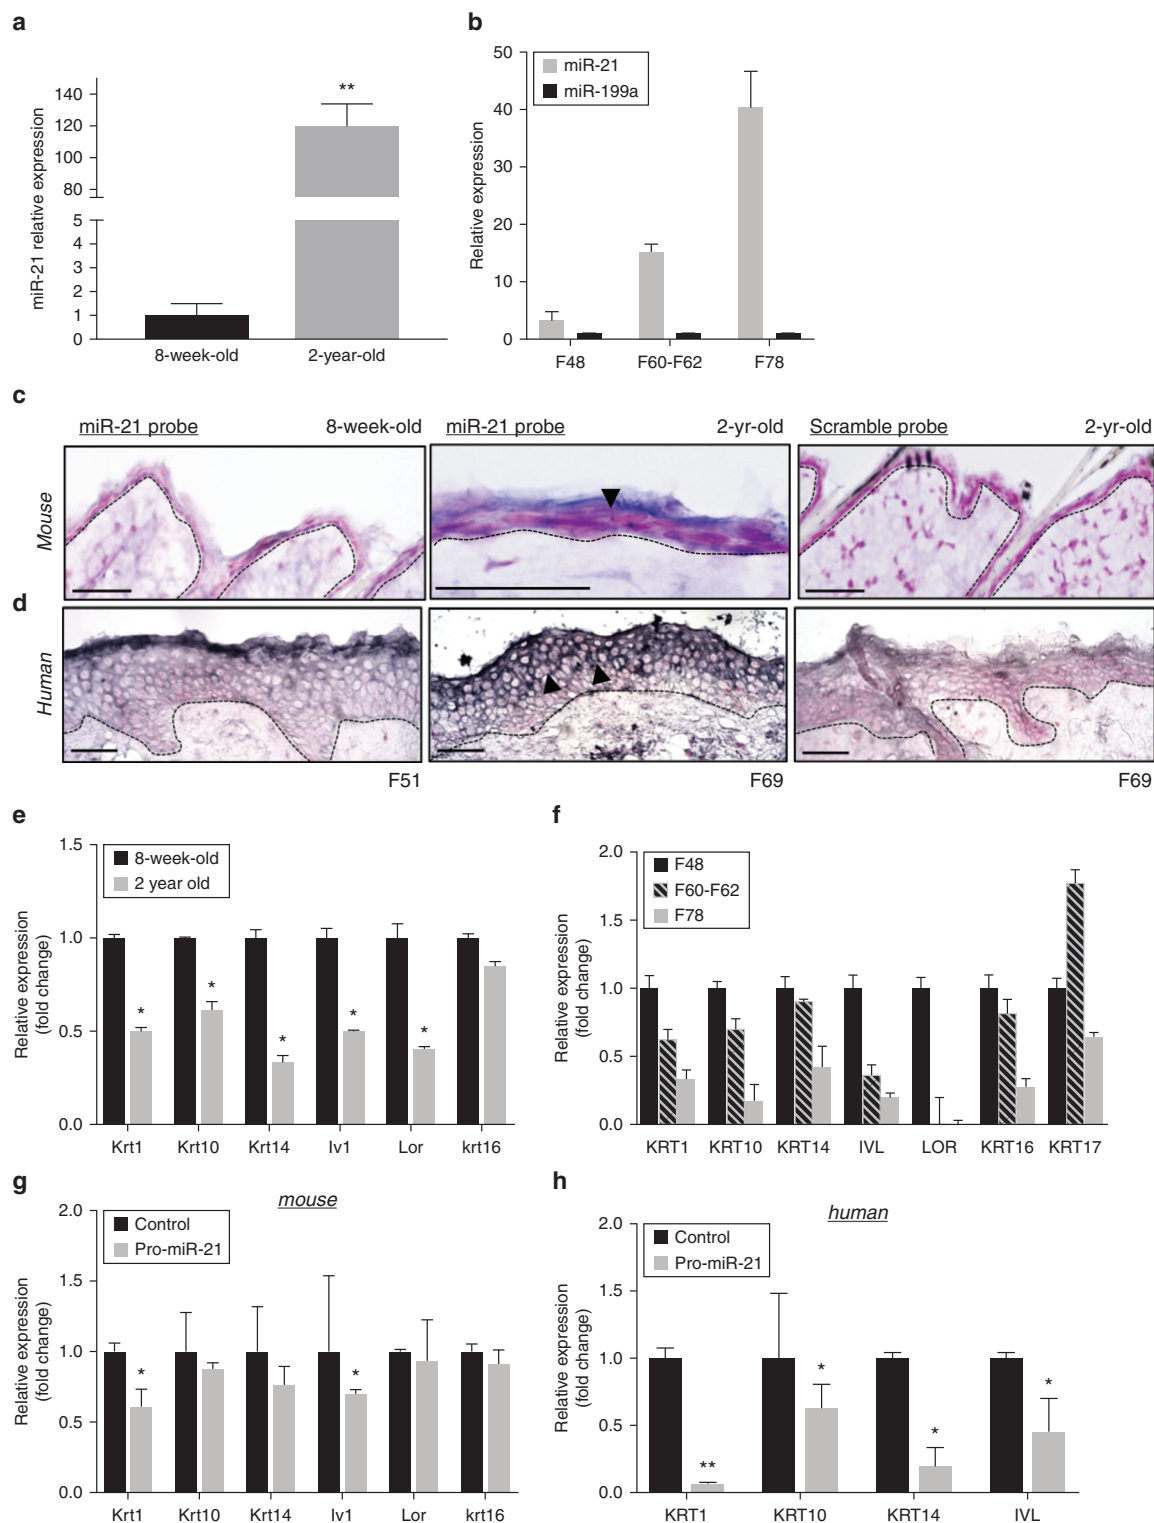 a
miR-21 relative expression
140
120
100
80
5
4
3
2
1
0
**
8-week-old
2-year-old
b
Relative expression
50
40
30
20
10
0
miR-21
miR-199a
F48
F60-F62
F78
c
miR-21 probe
8-week-old
miR-21 probe
2-yr-old
Scramble probe
2-yr-old
Mouse
d
Human
F51
F69
F69
e
Relative expression
(fold change)
1.5
1.0
0.5
0.0
8-week-old
2 year old
*
*
*
*
*
Krt1
Krt10
Krt14
Iv1
Lor
krt16
f
Relative expression
(fold change)
2.0
1.5
1.0
0.5
0.0
F48
F60-F62
F78
KRT1
KRT10
KRT14
IVL
LOR
KRT16
KRT17
g
mouse
Relative expression
(fold change)
2.0
1.5
1.0
0.5
0.0
Control
Pro-miR-21
*
*
Krt1
Krt10
Krt14
Iv1
Lor
krt16
h
human
Relative expression
(fold change)
2.0
1.5
1.0
0.5
0.0
Control
Pro-miR-21
**
*
*
*
KRT1
KRT10
KRT14
IVL